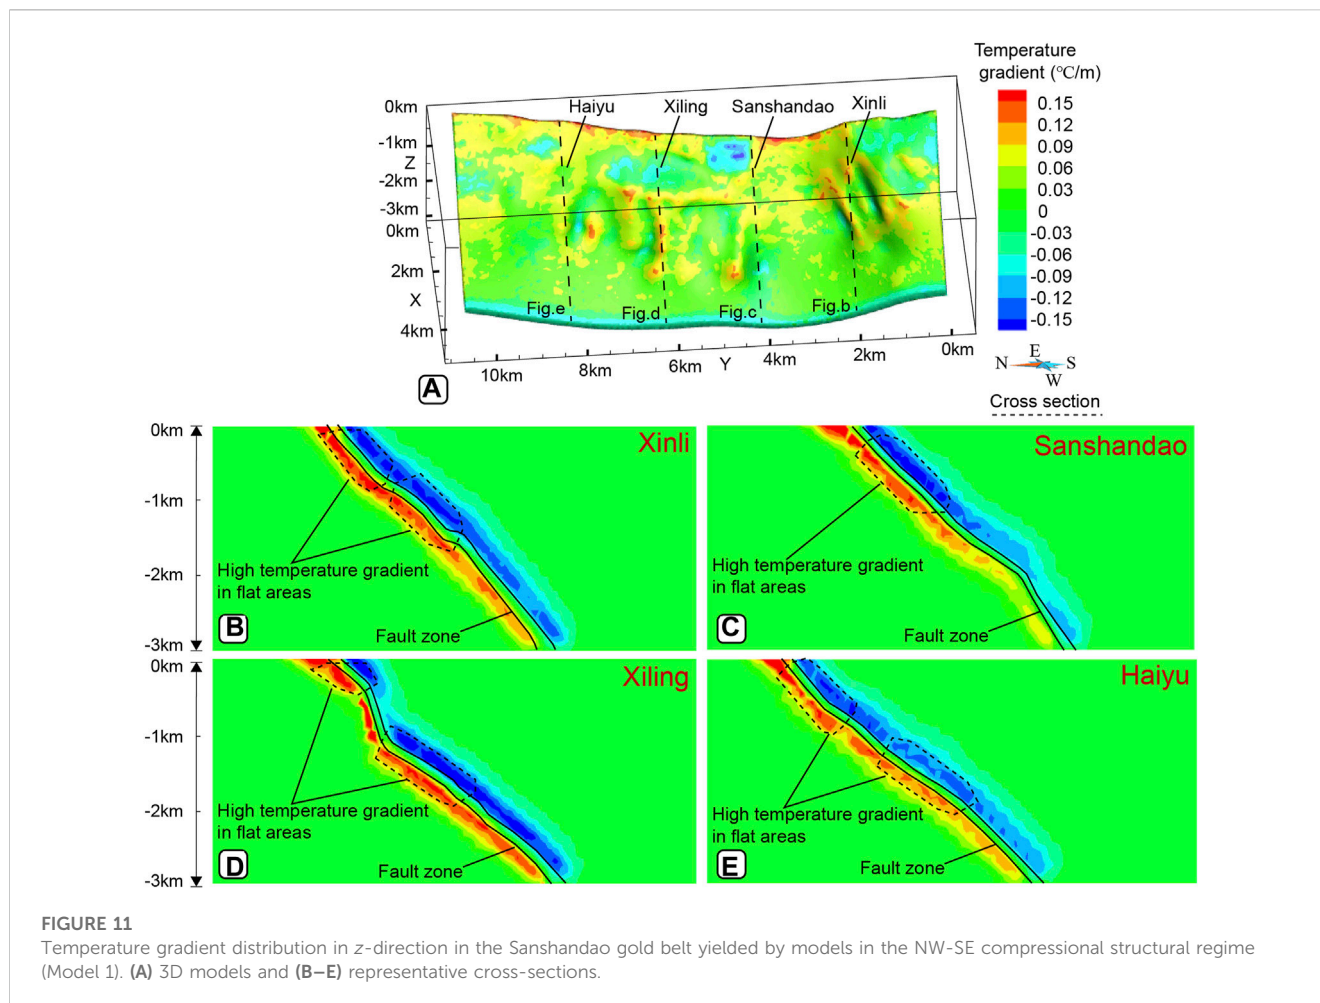 Temperature
gradient (℃/m)
0.15
0.12
0.09
0.06
0.03
0
-0.03
-0.06
-0.09
-0.12
-0.15
Haiyu
Xiling
Sanshandao
Xinli
0km
-1km
Z
-2km
-3km
0km
2km
X
4km
Fig.e
Fig.d
Fig.c
Fig.b
10km
8km
6km
Y
4km
2km
0km
N
E
S
W
Cross section
A
0km
-1km
-2km
-3km
Xinli
High temperature gradient
in flat areas
Fault zone
B
Sanshandao
High temperature gradient
in flat areas
Fault zone
C
0km
-1km
-2km
-3km
Xiling
High temperature gradient
in flat areas
Fault zone
D
Haiyu
High temperature gradient
in flat areas
Fault zone
E
FIGURE 11
Temperature gradient distribution in z-direction in the Sanshandao gold belt yielded by models in the NW-SE compressional structural regime
(Model 1). (A) 3D models and (B–E) representative cross-sections.